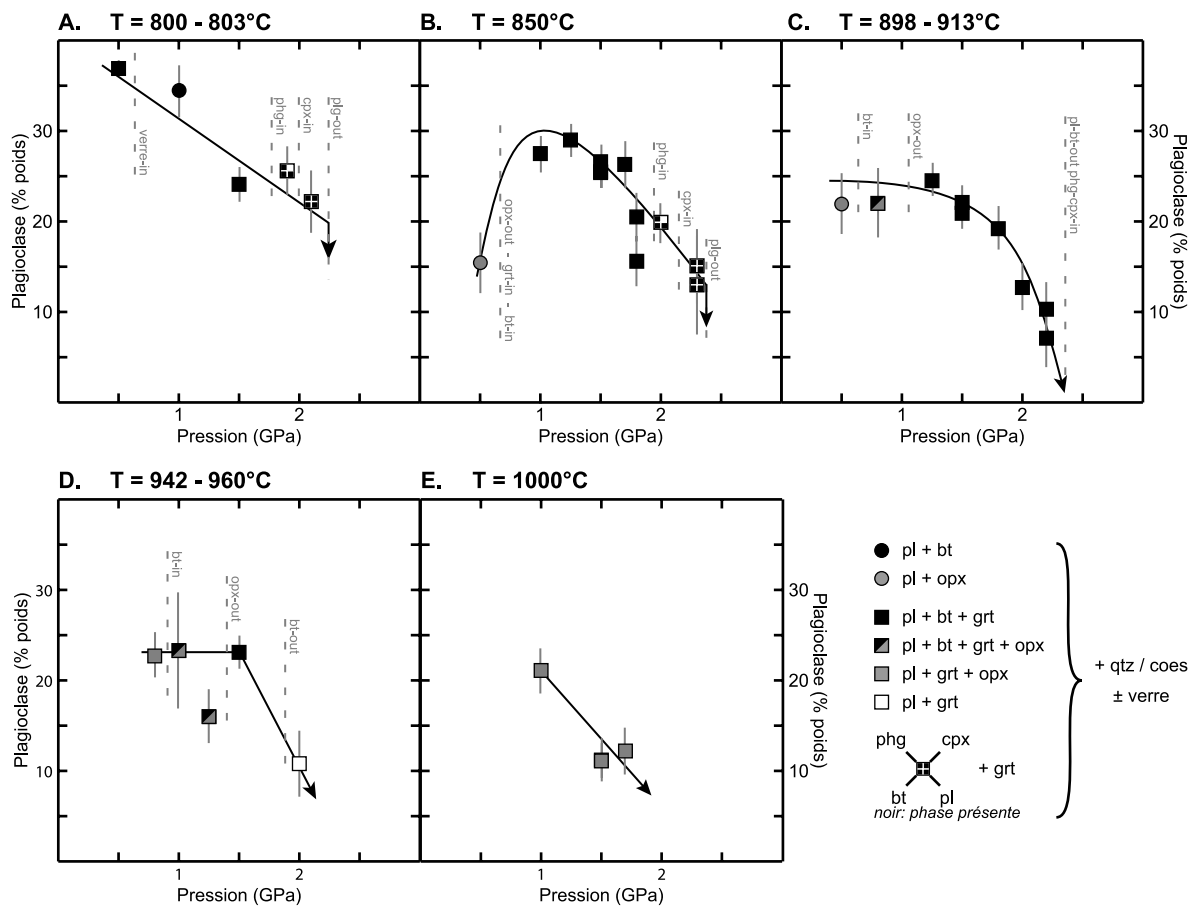 A. T = 800 - 803°C
B. T = 850°C
C. T = 898 - 913°C
Plagioclase (% poids)
30
20
10
verre-in
phg-in
cpx-in
plg-out
1
2
Pression (GPa)
opx-out - grt-in - bt-in
phg-in
cpx-in
plg-out
1
2
Pression (GPa)
bt-in
opx-out
pl-bt-out phg-cpx-in
1
2
Pression (GPa)
30
20
10
Plagioclase (% poids)
D. T = 942 - 960°C
E. T = 1000°C
Plagioclase (% poids)
30
20
10
bt-in
opx-out
bt-out
1
2
Pression (GPa)
1
2
Pression (GPa)
30
20
10
Plagioclase (% poids)
pl + bt
pl + opx
pl + bt + grt
pl + bt + grt + opx
pl + grt + opx
pl + grt
phg cpx
+ grt
bt pl
noir: phase présente
+ qtz / coes
± verre